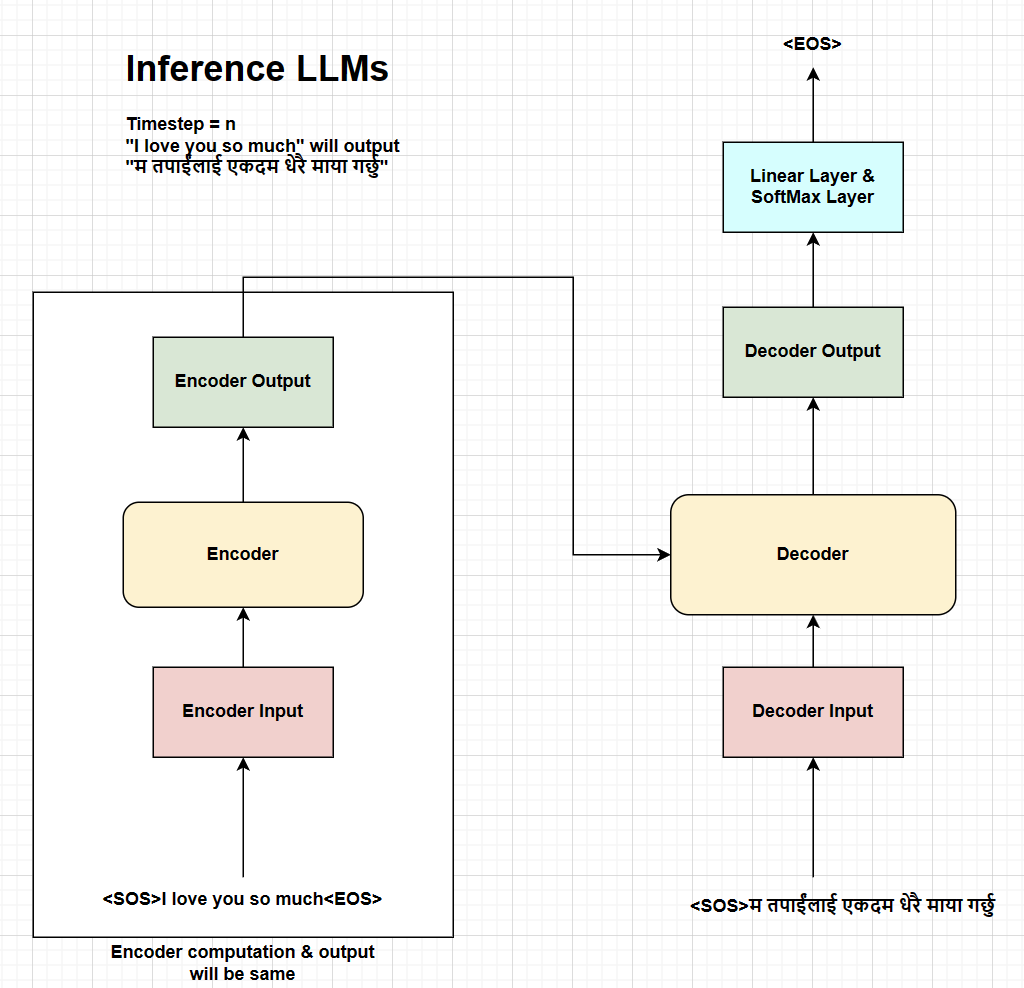 Inference LLMs
Timestep = n
"I love you so much" will output
"म तपाईंलाई एकदम धेरै माया गर्छु"
<EOS>
Linear Layer &
SoftMax Layer
Decoder Output
Decoder
Decoder Input
<SOS>म तपाईंलाई एकदम धेरै माया गर्छु
Encoder Output
Encoder
Encoder Input
<SOS>I love you so much<EOS>
Encoder computation & output
will be same